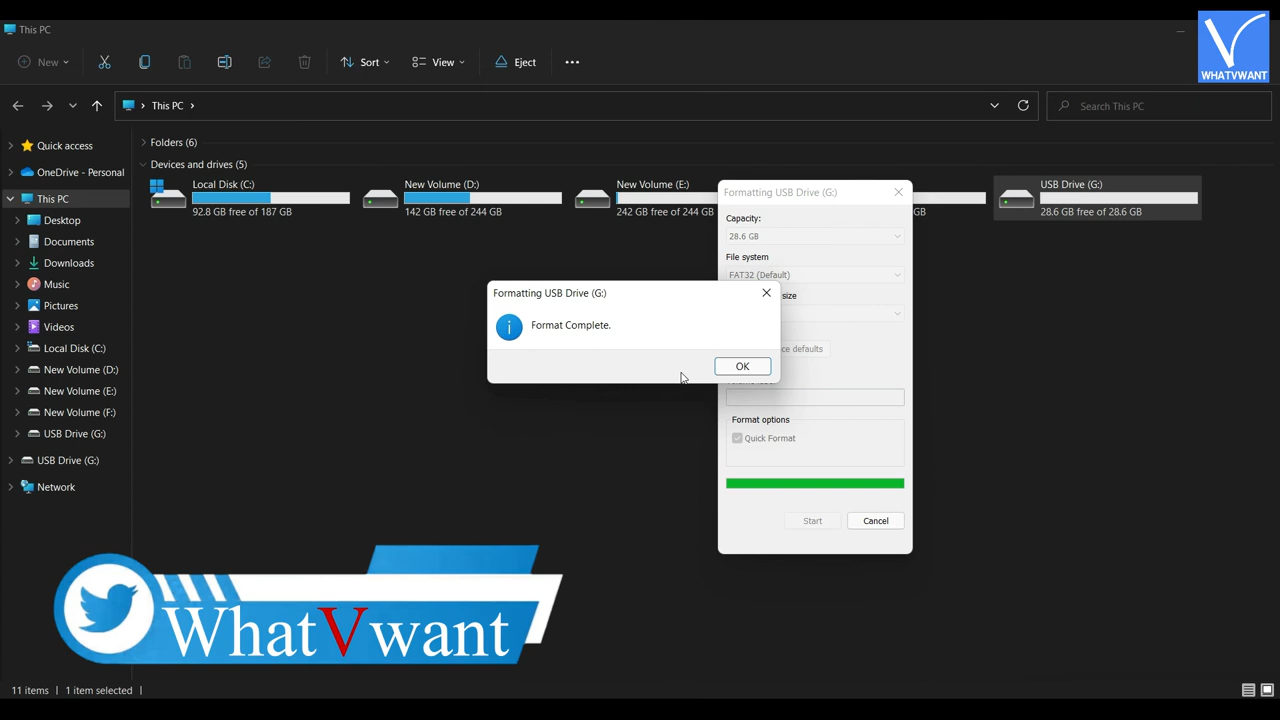 This PC
WHATVWANT
New
Sort
View
Eject
This PC
Search This PC
Quick access
OneDrive - Personal
This PC
Desktop
Documents
Downloads
Music
Pictures
Videos
Local Disk (C:)
New Volume (D:)
New Volume (E:)
New Volume (F:)
USB Drive (G:)
USB Drive (G:)
Network
Folders (6)
Devices and drives (5)
Local Disk (C:)
92.8 GB free of 187 GB
New Volume (D:)
142 GB free of 244 GB
New Volume (E:)
242 GB free of 244 GB
GB
USB Drive (G:)
28.6 GB free of 28.6 GB
Formatting USB Drive (G:)
Capacity:
28.6 GB
File system
FAT32 (Default)
size
defaults
Format options
Quick Format
Start
Cancel
Formatting USB Drive (G:)
Format Complete.
OK
WhatVwant
11 items
1 item selected